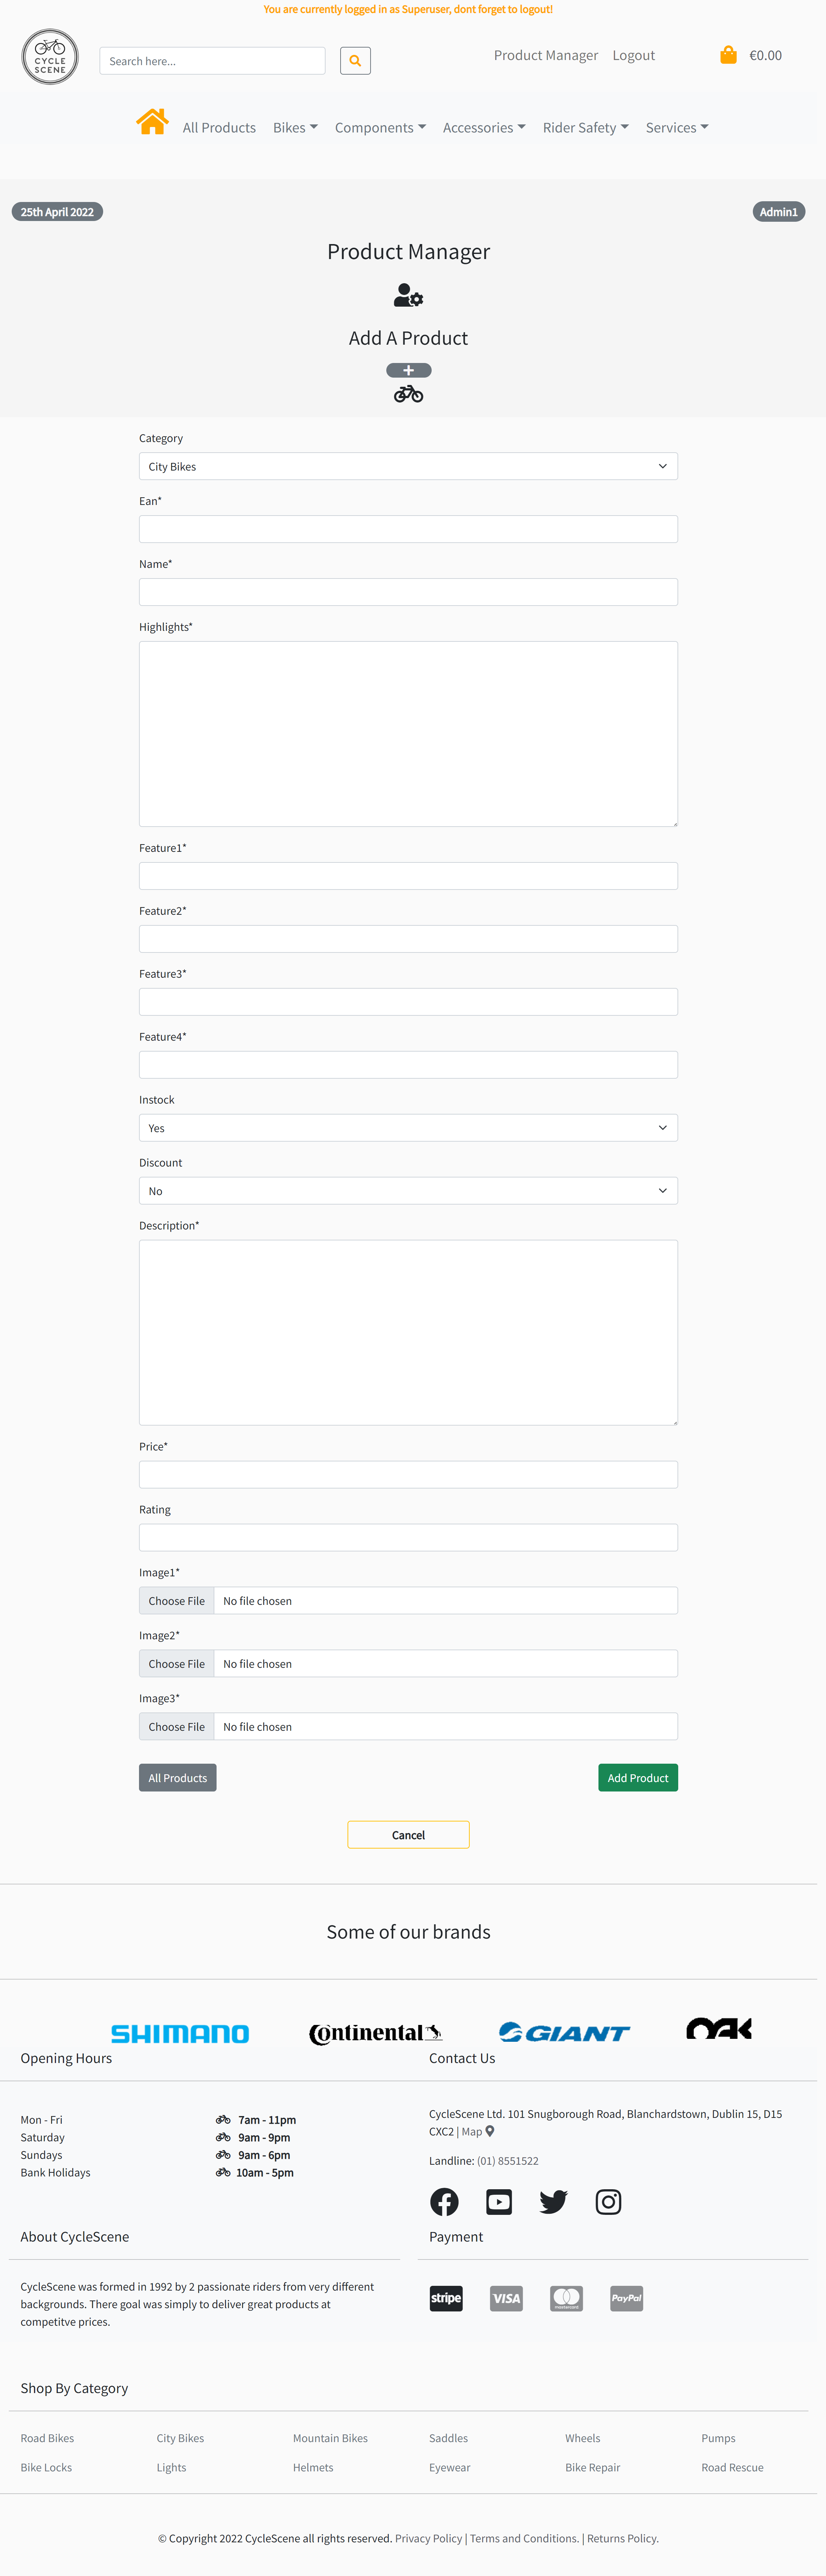 You are currently logged in as Superuser, dont forget to logout!
CYCLE
SCENE
Search here...
Product Manager Logout €0.00
All Products Bikes Components Accessories Rider Safety Services
25th April 2022 Admin1
Product Manager
Add A Product
Category
City Bikes
Ean*
Name*
Highlights*
Feature1*
Feature2*
Feature3*
Feature4*
Instock
Yes
Discount
No
Description*
Price*
Rating
Image1*
Choose File No file chosen
Image2*
Choose File No file chosen
Image3*
Choose File No file chosen
All Products Add Product
Cancel
Some of our brands
SHIMANO Continental GIANT
Opening Hours
Mon - Fri 7am - 11pm
Saturday 9am - 9pm
Sundays 9am - 6pm
Bank Holidays 10am - 5pm
Contact Us
CycleScene Ltd. 101 Snugborough Road, Blanchardstown, Dublin 15, D15
CXC2 | Map
Landline: (01) 8551522
About CycleScene
CycleScene was formed in 1992 by 2 passionate riders from very different
backgrounds. There goal was simply to deliver great products at
competitve prices.
Payment
stripe VISA mastercard PayPal
Shop By Category
Road Bikes City Bikes Mountain Bikes Saddles Wheels Pumps
Bike Locks Lights Helmets Eyewear Bike Repair Road Rescue
© Copyright 2022 CycleScene all rights reserved. Privacy Policy | Terms and Conditions. | Returns Policy.